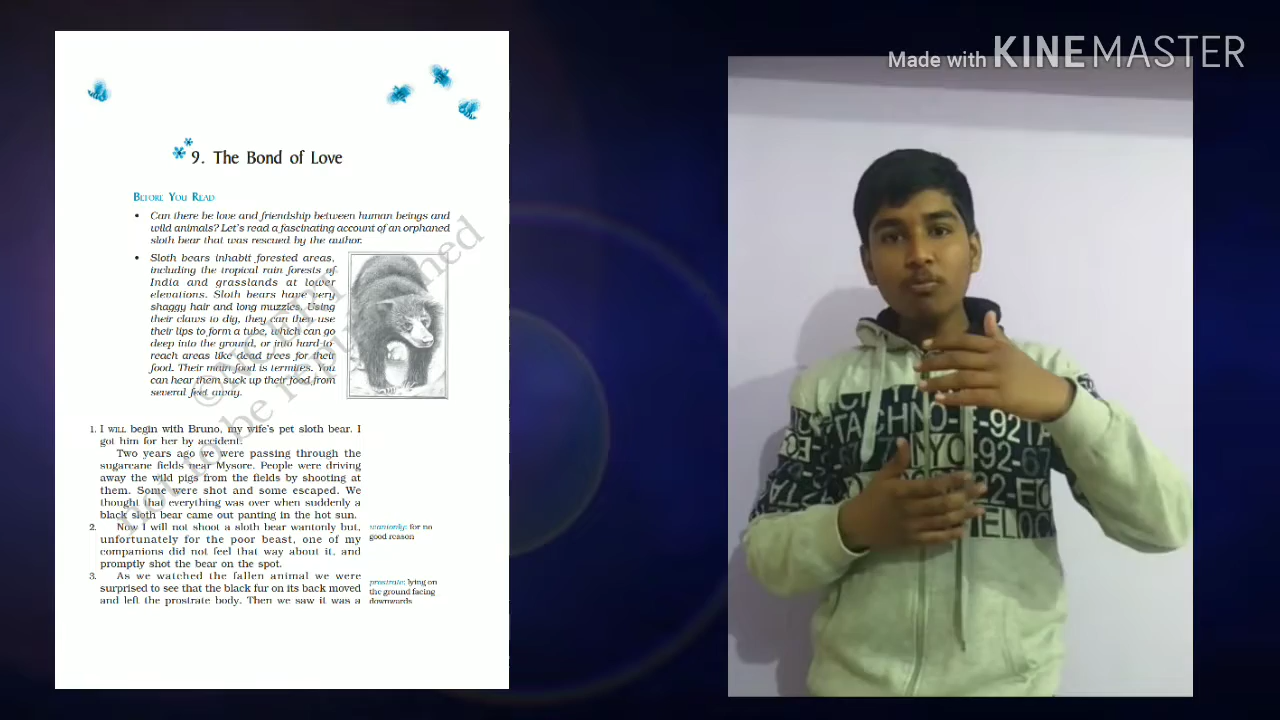 Made with KINEMASTER
9. The Bond of Love
BEFORE YOU READ
• Can there be love and friendship between human beings and
wild animals? Let's read a fascinating account of an orphaned
sloth bear that was rescued by the author.
• Sloth bears inhabit forested areas,
including the tropical rain forests of
India and grasslands at lower
elevations. Sloth bears have very
shaggy hair and long muzzles. Using
their claws to dig, they can then use
their lips to form a tube, which can go
deep into the ground, or into hard-to
reach areas like dead trees for their
food. Their main food is termites. You
can hear them suck up their food from
several feet away.
1. I WILL begin with Bruno, my wife's pet sloth bear. I
got him for her by accident.
Two years ago we were passing through the
sugarcane fields near Mysore. People were driving
away the wild pigs from the fields by shooting at
them. Some were shot and some escaped. We
thought that everything was over when suddenly a
black sloth bear came out panting in the hot sun.
2. Now I will not shoot a sloth bear wantonly but,
unfortunately for the poor beast, one of my
companions did not feel that way about it, and
promptly shot the bear on the spot.
wantonly: for no
good reason
3. As we watched the fallen animal we were
surprised to see that the black fur on its back moved
and left the prostrate body. Then we saw it was a
prostrate: lying on
the ground facing
downwards
not to be
TACHNO-E-92TA
NYC
-92-67
22-EC